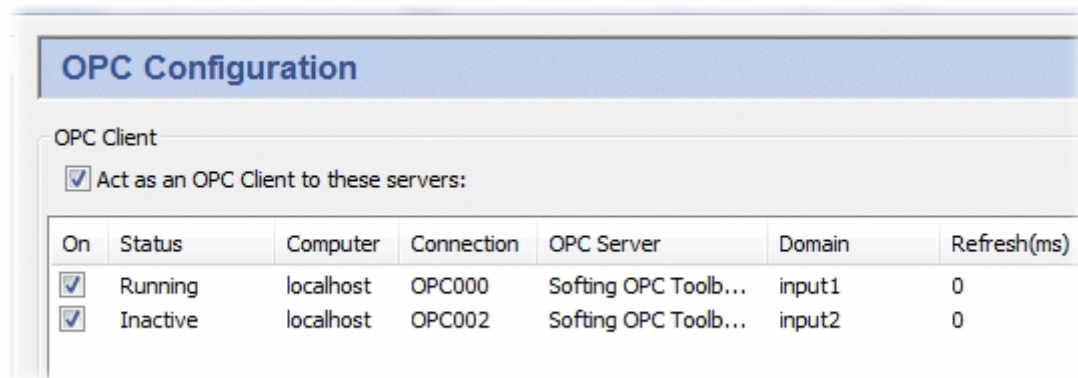 OPC Configuration
OPC Client
Act as an OPC Client to these servers:
On Status Computer Connection OPC Server Domain Refresh(ms)
Running localhost OPC000 Softing OPC Toolb... input1 0
Inactive localhost OPC002 Softing OPC Toolb... input2 0